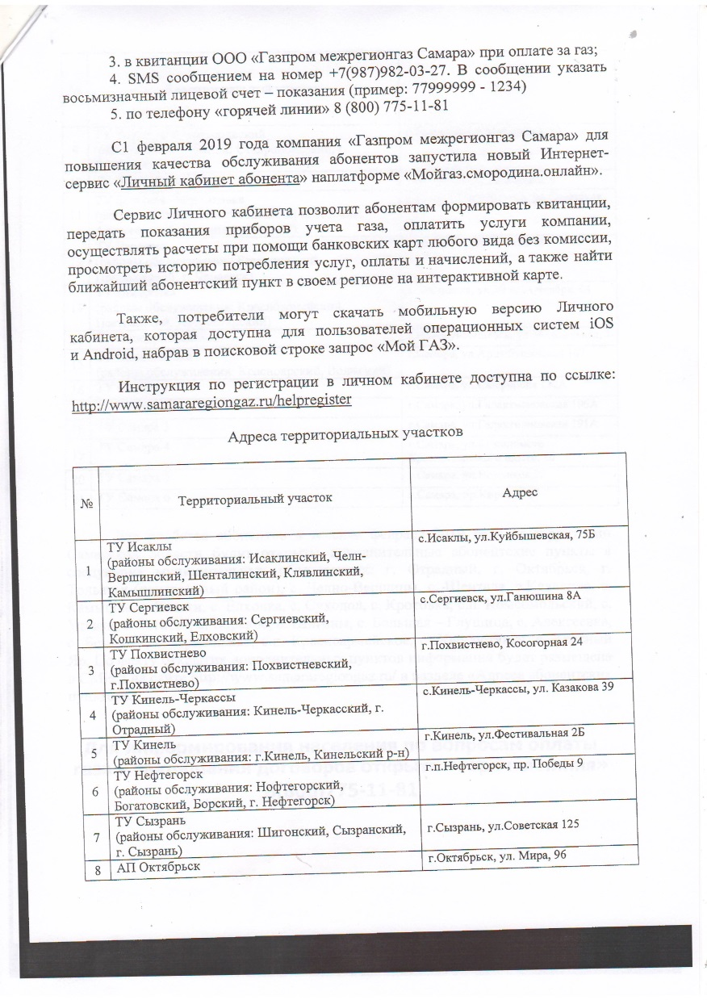 3. в квитанции ООО «Газпром межрегионгаз Самара» при оплате за газ;
4. SMS сообщением на номер +7(987)982-03-27. В сообщении указать
восьмизначный лицевой счет – показания (пример: 77999999 - 1234)
5. по телефону «горячей линии» 8 (800) 775-11-81
С1 февраля 2019 года компания «Газпром межрегионгаз Самара» для
повышения качества обслуживания абонентов запустила новый Интернет-
сервис «Личный кабинет абонента» наплатформе «Мойгаз.смородина.онлайн».
Сервис Личного кабинета позволит абонентам формировать квитанции,
передать показания приборов учета газа, оплатить услуги компании,
осуществлять расчеты при помощи банковских карт любого вида без комиссии,
просмотреть историю потребления услуг, оплаты и начислений, а также найти
ближайший абонентский пункт в своем регионе на интерактивной карте.
Также, потребители могут скачать мобильную версию Личного
кабинета, которая доступна для пользователей операционных систем iOS
и Android, набрав в поисковой строке запрос «Мой ГАЗ».
Инструкция по регистрации в личном кабинете доступна по ссылке:
http://www.samararegiongaz.ru/helpregister
Адреса территориальных участков
№ Территориальный участок Адрес
1 ТУ Исаклы с.Исаклы, ул.Куйбышевская, 75Б
(районы обслуживания: Исаклинский, Челн-
Вершинский, Шенталинский, Клявлинский,
Камышлинский)
2 ТУ Сергиевск с.Сергиевск, ул.Ганюшина 8А
(районы обслуживания: Сергиевский,
Кошкинский, Елховский)
3 ТУ Похвистнево г.Похвистнево, Косогорная 24
(районы обслуживания: Похвистневский,
г.Похвистнево)
4 ТУ Кинель-Черкассы с.Кинель-Черкассы, ул. Казакова 39
(районы обслуживания: Кинель-Черкасский, г.
Отрадный)
5 ТУ Кинель г.Кинель, ул.Фестивальная 2Б
(районы обслуживания: г.Кинель, Кинельский р-н)
6 ТУ Нефтегорск г.п.Нефтегорск, пр. Победы 9
(районы обслуживания: Нофтегорский,
Богатовский, Борский, г. Нефтегорск)
7 ТУ Сызрань г.Сызрань, ул.Советская 125
(районы обслуживания: Шигонский, Сызранский,
г. Сызрань)
8 АП Октябрьск г.Октябрьск, ул. Мира, 96